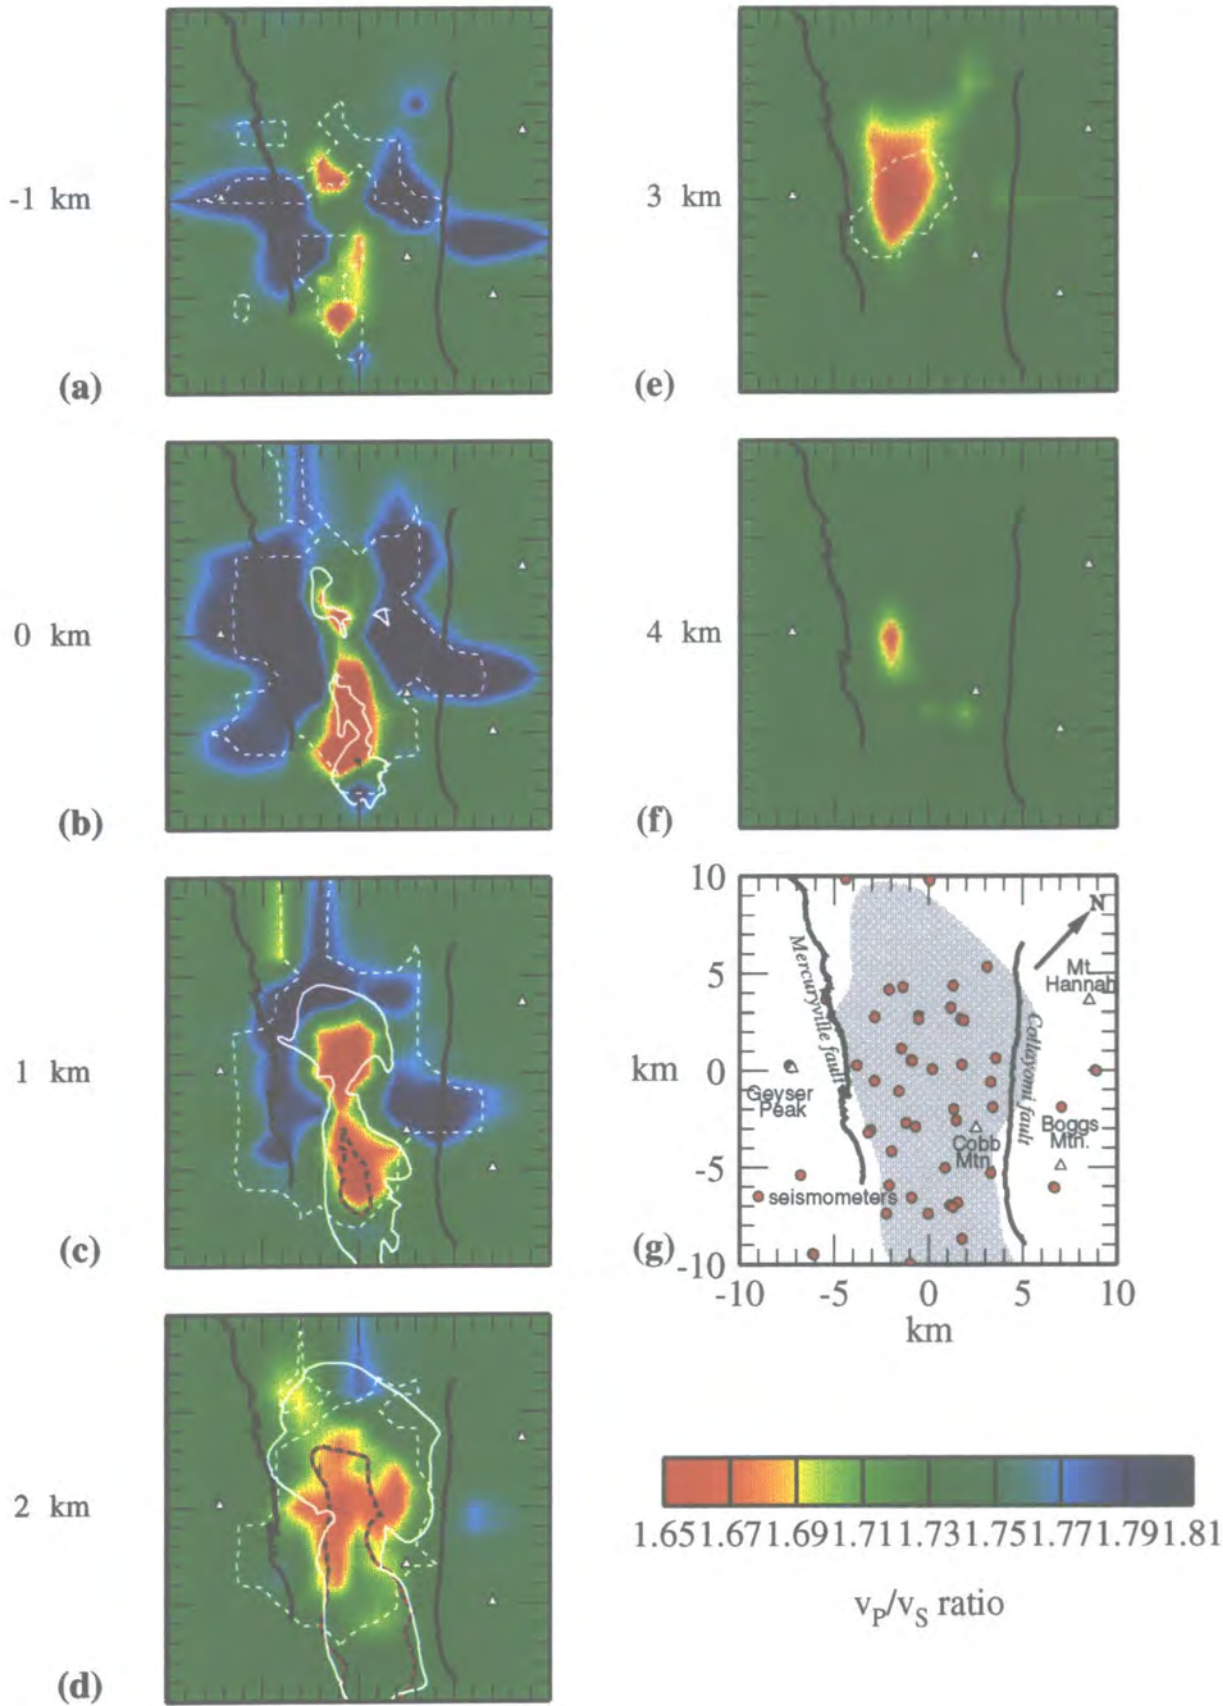 -1 km
(a)
0 km
(b)
1 km
(c)
2 km
(d)
3 km
(e)
4 km
(f)
10
5
km 0
-5
(g)
-10
-10 -5 0 5 10
km
N
Mercuryville fault
Collayomi fault
Mt.
Hannah
Geyser
Peak
Cobb
Mtn
Boggs
Mtn.
seismometers
1.65 1.67 1.69 1.71 1.73 1.75 1.77 1.79 1.81
vP/vS ratio